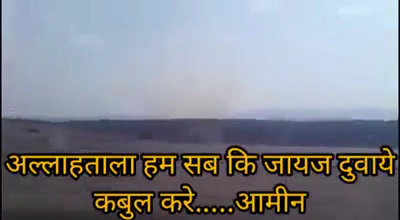 अल्लाहताला हम सब कि जायज दुवाये
कबुल करे.....आमीन